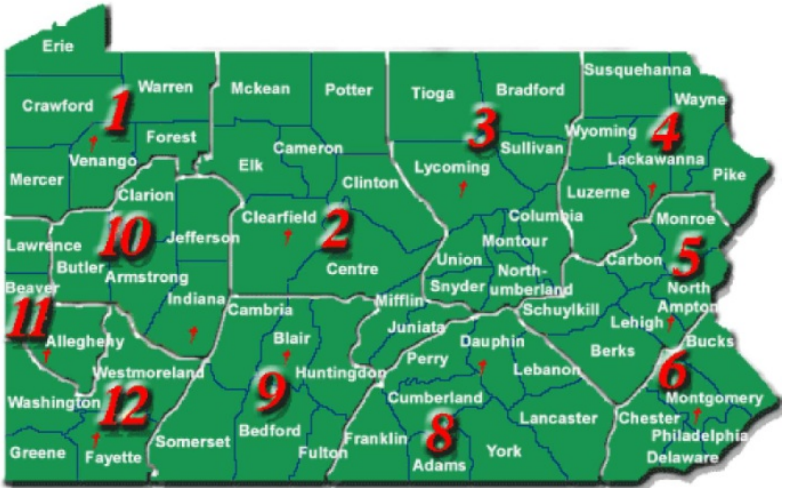 Erie
Warren
Mckean
Potter
Tioga
Bradford
Susquehanna
Crawford
1
Wayne
3
4
Forest
Wyoming
Venango
Cameron
Sullivan
Lackawanna
Elk
Lycoming
Mercer
Clinton
Pike
Clarion
Luzerne
Clearfield
Columbia
Monroe
2
10
Jefferson
Montour
Lawrence
Union
Carbon
5
Butler
Centre
Armstrong
North-
umberland
Beaver
Snyder
North
Ampton
Indiana
Mifflin
Cambria
Schuylkill
11
Juniata
Lehigh
Allegheny
Blair
Dauphin
Bucks
Perry
Berks
Westmoreland
Huntingdon
Lebanon
6
9
Cumberland
Montgomery
Washington
12
Lancaster
Chester
Bedford
8
Philadelphia
Somerset
Franklin
Greene
Fayette
Fulton
York
Delaware
Adams